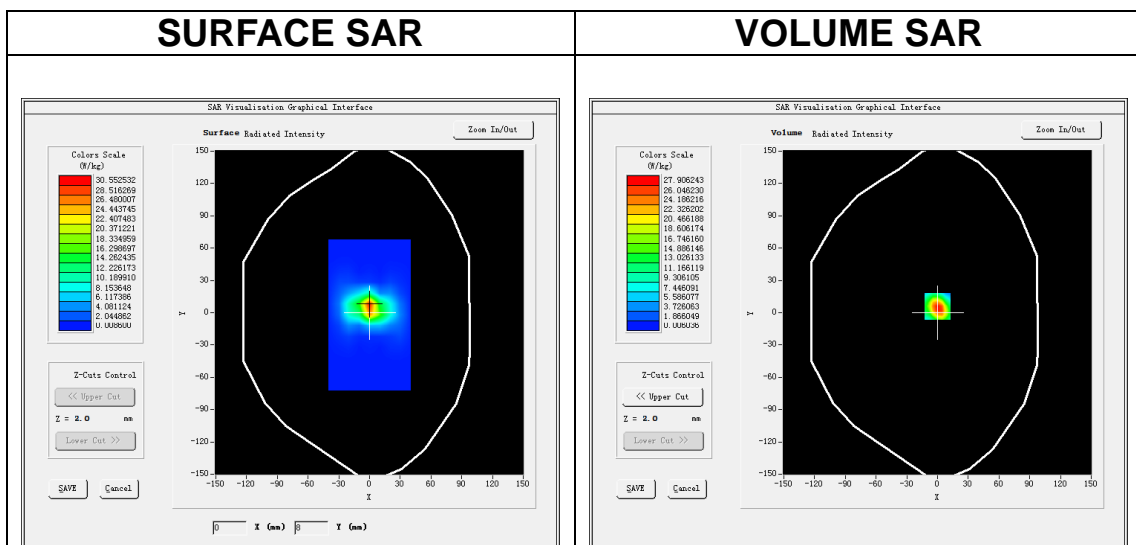 SURFACE SAR
VOLUME SAR
SAR Visualisation Graphical Interface
Surface Radiated Intensity
Zoom In/Out
Colors Scale
(W/kg)
30.552532
28.516269
26.480007
24.443745
22.407483
20.371221
18.334959
16.298697
14.262435
12.226173
10.189910
8.153648
6.117386
4.081124
2.044862
0.008600
Z-Cuts Control
<< Upper Cut
Z = 2.0 mm
Lower Cut >>
SAVE Cancel
150
120
90
60
30
0
-30
-60
-90
-120
-150
Y
-150 -120 -90 -60 -30 0 30 60 90 120 150
X
0 X (mm) 8 Y (mm)
SAR Visualisation Graphical Interface
Volume Radiated Intensity
Zoom In/Out
Colors Scale
(W/kg)
27.906243
26.046230
24.186216
22.326202
20.466188
18.606174
16.746160
14.886146
13.026133
11.166119
9.306105
7.446091
5.586077
3.726063
1.866049
0.006036
Z-Cuts Control
<< Upper Cut
Z = 2.0 mm
Lower Cut >>
SAVE Cancel
150
120
90
60
30
0
-30
-60
-90
-120
-150
Y
-150 -120 -90 -60 -30 0 30 60 90 120 150
X